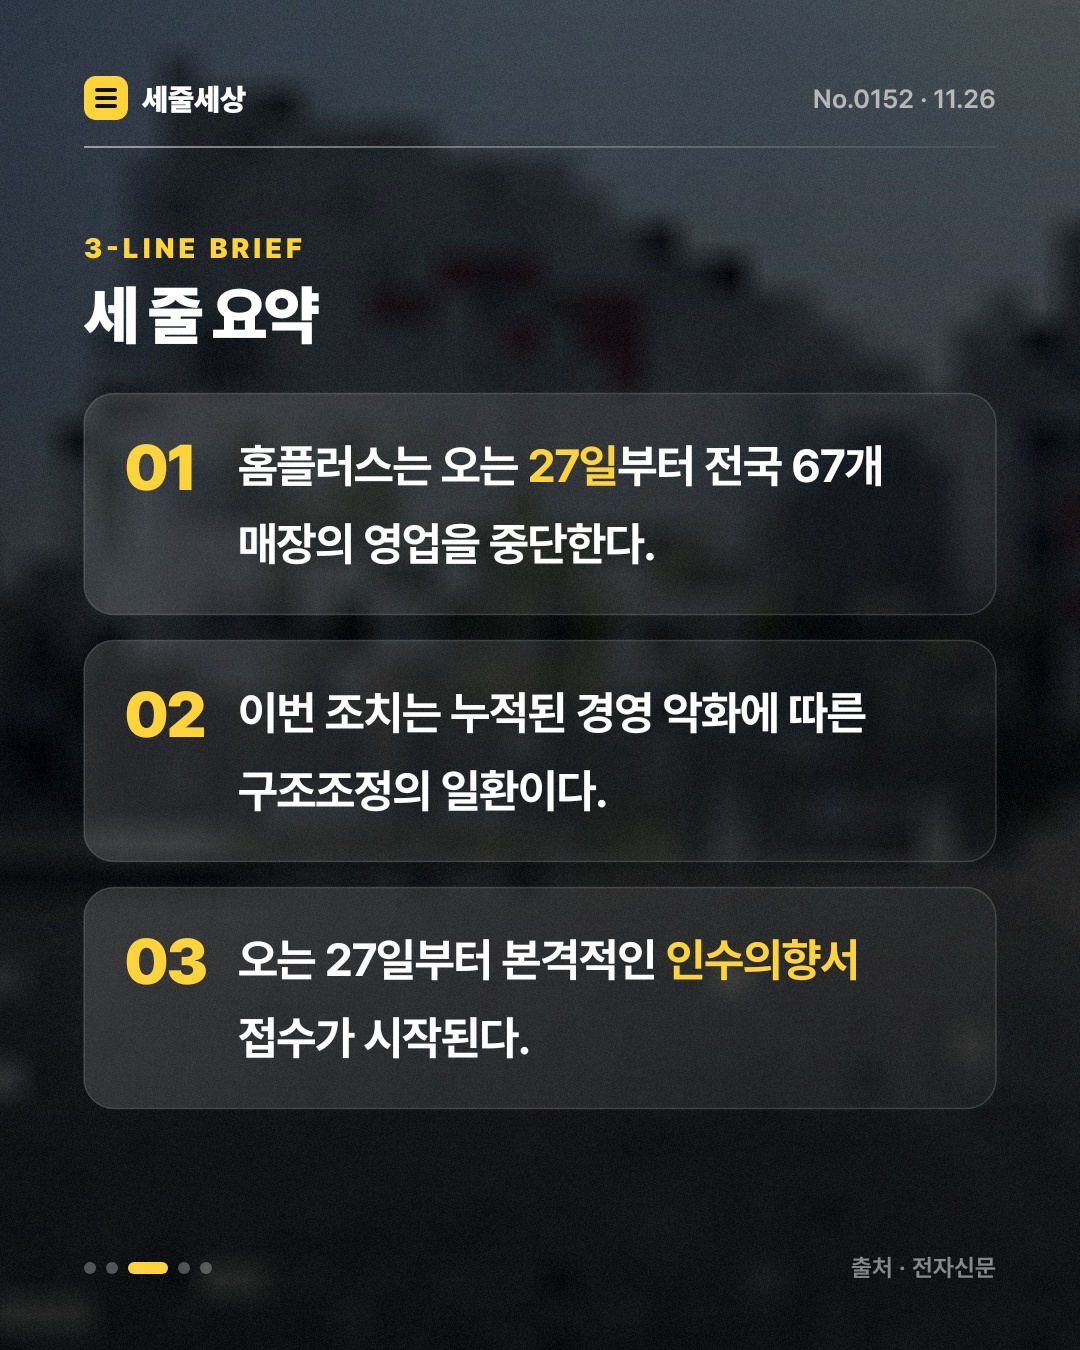 세줄세상
No.0152 · 11.26
3-LINE BRIEF
세 줄 요약
01
홈플러스는 오는 27일부터 전국 67개
매장의 영업을 중단한다.
02
이번 조치는 누적된 경영 악화에 따른
구조조정의 일환이다.
03
오는 27일부터 본격적인 인수의향서
접수가 시작된다.
출처 · 전자신문